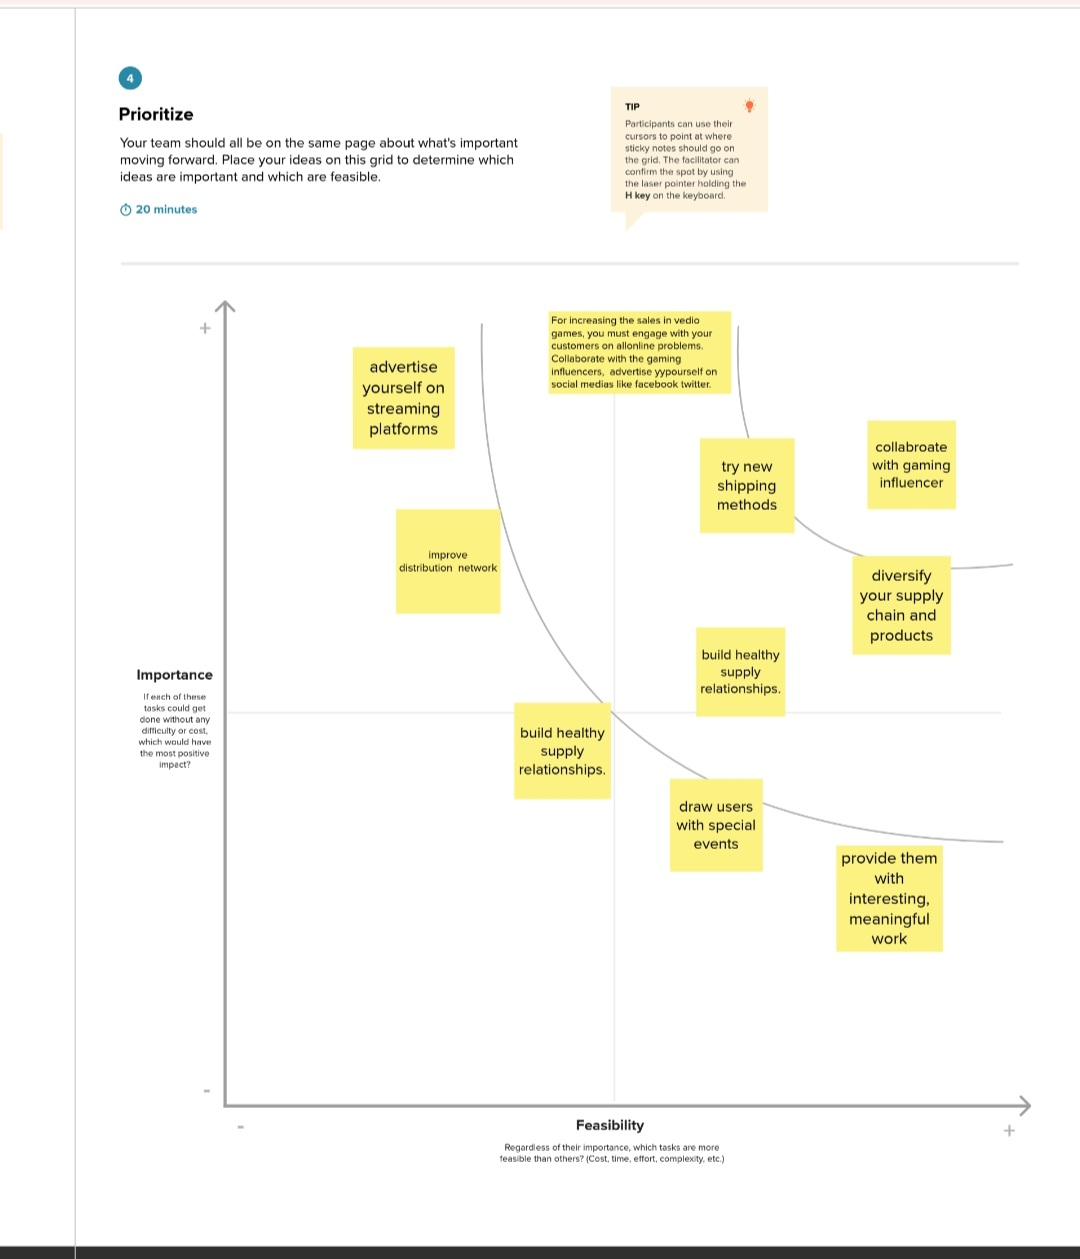 4
Prioritize
Your team should all be on the same page about what's important
moving forward. Place your ideas on this grid to determine which
ideas are important and which are feasible.
20 minutes
TIP
Participants can use their
cursors to point at where
sticky notes should go on
the grid. The facilitator can
confirm the spot by using
the laser pointer holding the
H key on the keyboard.
+
advertise
yourself on
streaming
platforms
For increasing the sales in vedio
games, you must engage with your
customers on allonline problems.
Collaborate with the gaming
influencers, advertise yypourself on
social medias like facebook twitter.
try new
shipping
methods
collabroate
with gaming
influencer
improve
distribution network
diversify
your supply
chain and
products
build healthy
supply
relationships.
Importance
If each of these
tasks could get
done without any
difficulty or cost,
which would have
the most positive
impact?
build healthy
supply
relationships.
draw users
with special
events
provide them
with
interesting,
meaningful
work
-
-
Feasibility
+
Regardless of their importance, which tasks are more
feasible than others? (Cost, time, effort, complexity, etc.)